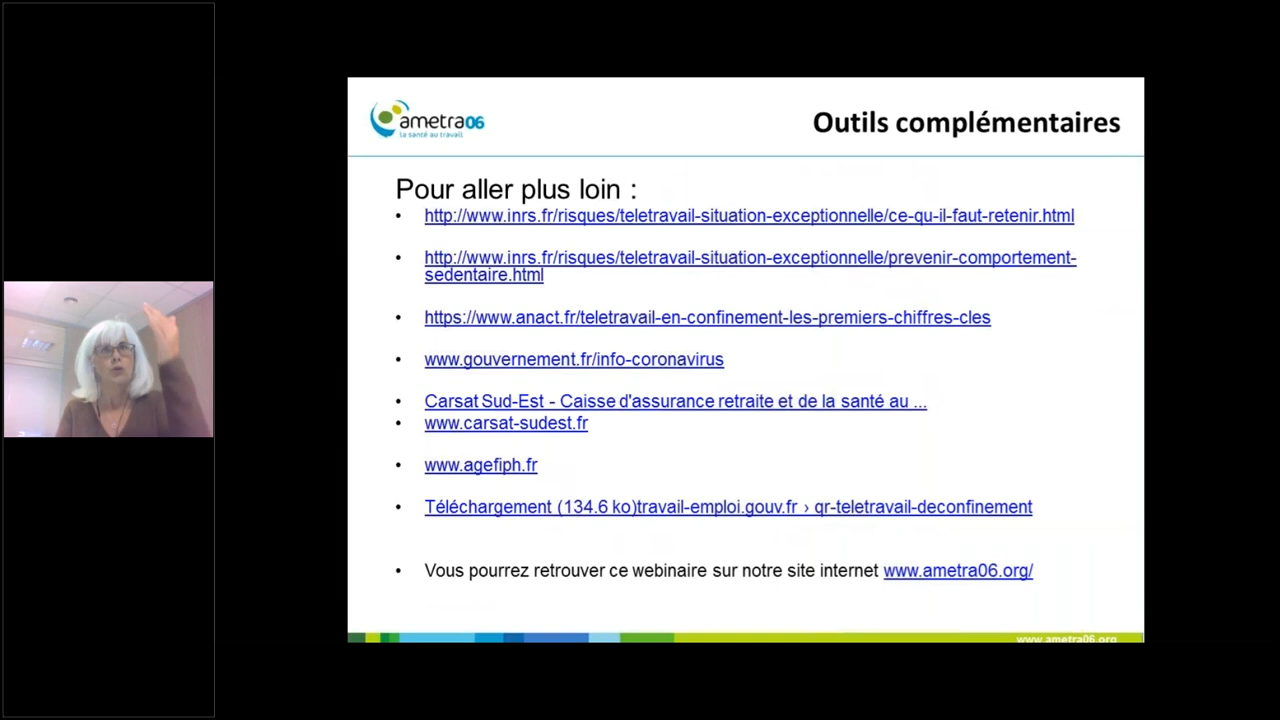 ametra06
la santé au travail
Outils complémentaires
Pour aller plus loin :
• http://www.inrs.fr/risques/teletravail-situation-exceptionnelle/ce-qu-il-faut-retenir.html
• http://www.inrs.fr/risques/teletravail-situation-exceptionnelle/prevenir-comportement-
sedentaire.html
• https://www.anact.fr/teletravail-en-confinement-les-premiers-chiffres-cles
• www.gouvernement.fr/info-coronavirus
• Carsat Sud-Est - Caisse d'assurance retraite et de la santé au ...
• www.carsat-sudest.fr
• www.agefiph.fr
• Téléchargement (134.6 ko)travail-emploi.gouv.fr › qr-teletravail-deconfinement
• Vous pourrez retrouver ce webinaire sur notre site internet www.ametra06.org/
www.ametra06.org